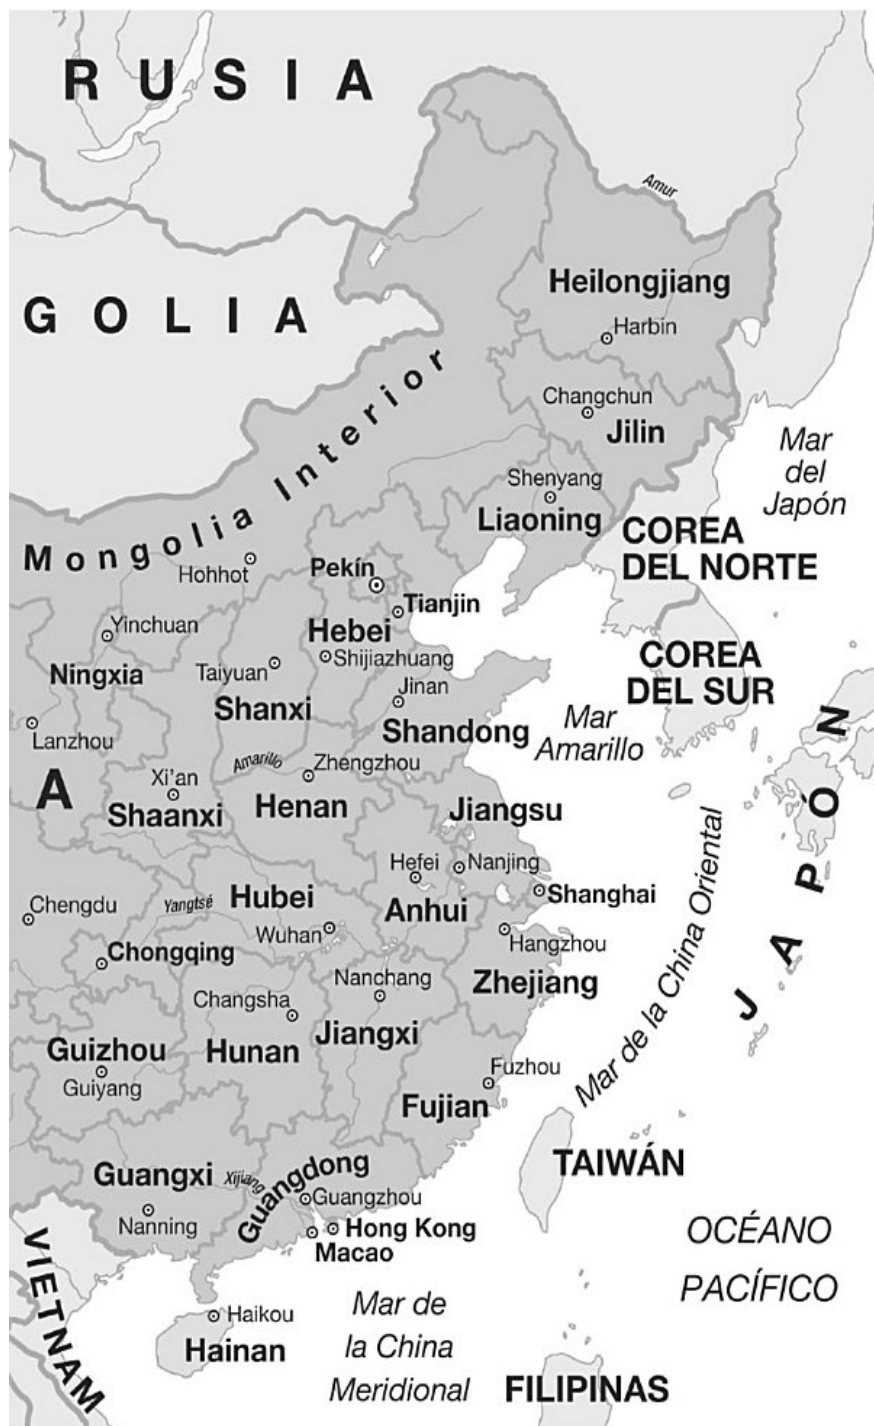 RUSIA
Amur
GOLIA
Heilongjiang
Harbin
Mongolia Interior
Changchun
Jilin
Mar
del
Japón
Shenyang
Liaoning
COREA
DEL NORTE
Hohhot
Pekín
Tianjin
Yinchuan
Hebei
Ningxia
Taiyuan
Shijiazhuang
COREA
DEL SUR
Shanxi
Jinan
Lanzhou
Shandong
Mar
Amarillo
JAPÓN
Amarillo
Zhengzhou
A
Xi'an
Shaanxi
Henan
Jiangsu
Hefei
Nanjing
Mar de la China Oriental
Chengdu
Yangtsé
Hubei
Anhui
Shanghai
Wuhan
Hangzhou
Chongqing
Nanchang
Zhejiang
Changsha
Jiangxi
Guizhou
Hunan
Guiyang
Fuzhou
Fujian
Guangxi
Xijiang
Guangdong
TAIWÁN
Guangzhou
Nanning
Hong Kong
Macao
OCÉANO
PACÍFICO
VIETNAM
Haikou
Hainan
Mar de
la China
Meridional
FILIPINAS